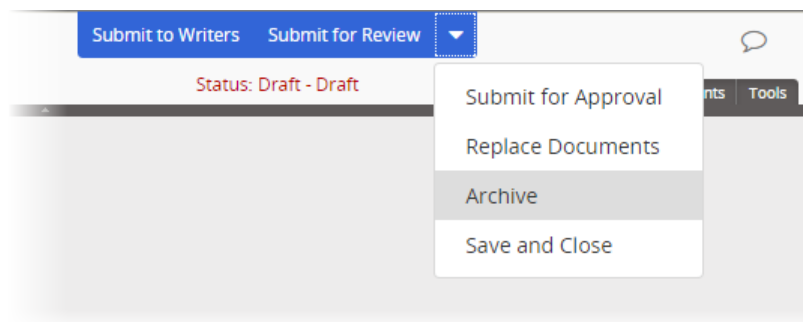 Submit to Writers Submit for Review
Status: Draft - Draft
Submit for Approval
nts Tools
Replace Documents
Archive
Save and Close